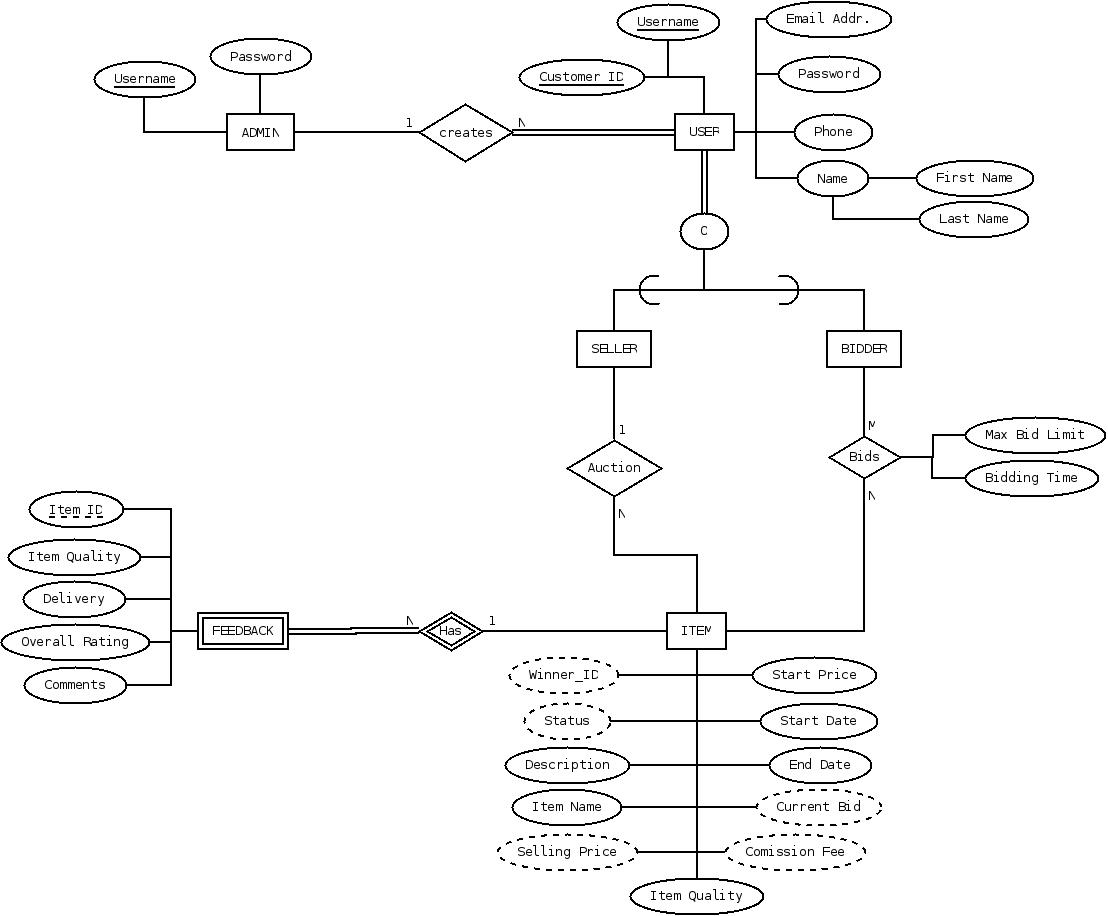 Username
Email Addr.
Password
Username
Customer ID
Password
ADMIN
1
creates
N
USER
Phone
Name
First Name
Last Name
C
SELLER
BIDDER
1
M
Max Bid Limit
Auction
Bids
Bidding Time
N
N
Item ID
Item Quality
Delivery
Overall Rating
Comments
FEEDBACK
N
Has
1
ITEM
Winner_ID
Start Price
Status
Start Date
Description
End Date
Item Name
Current Bid
Selling Price
Comission Fee
Item Quality